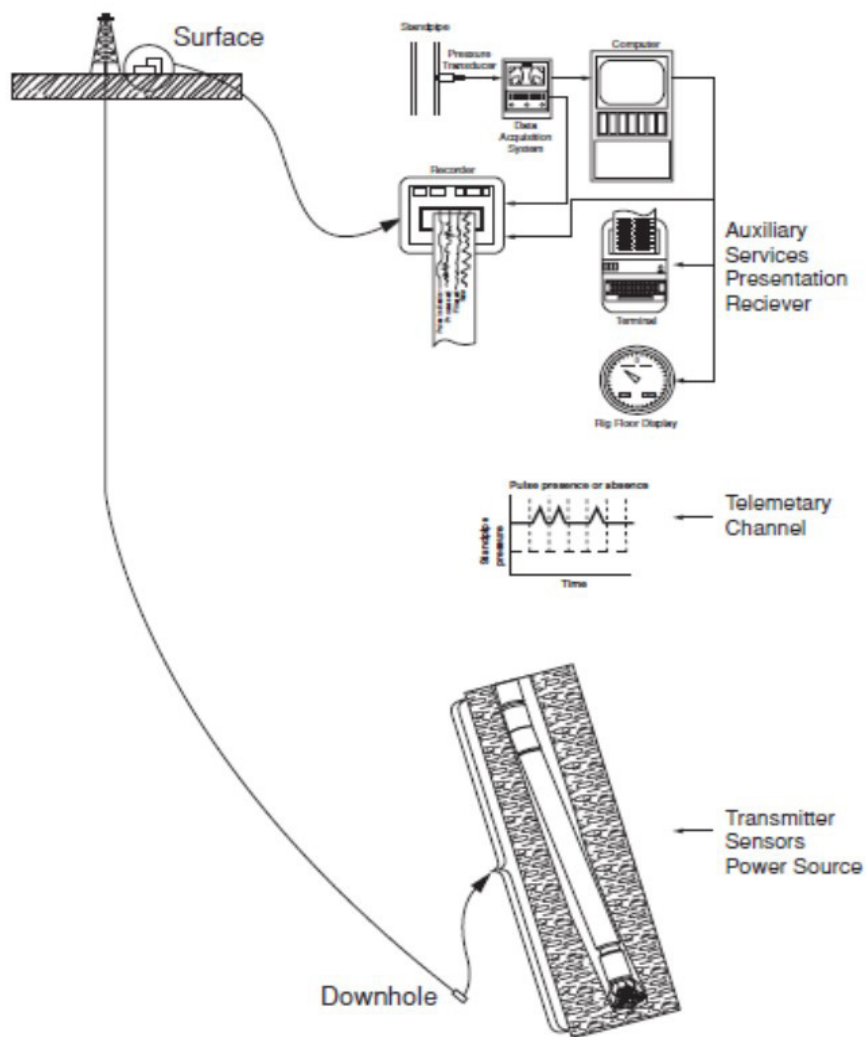 Surface
Standpipe
Pressure
Transducer
Computer
Data
Acquisition
System
Recorder
Auxiliary
Services
Presentation
Reciever
Terminal
Rig Floor Display
Pulse presence or absence
Standpipe
pressure
Time
Telemetary
Channel
Transmitter
Sensors
Power Source
Downhole